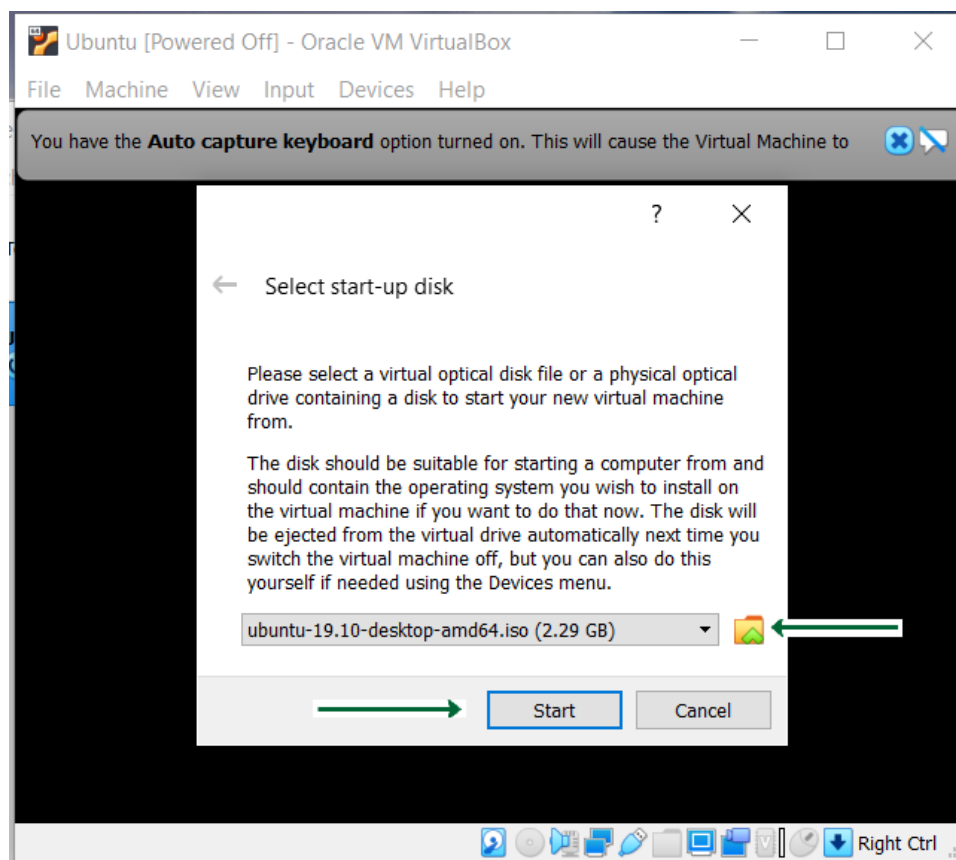 Ubuntu [Powered Off] - Oracle VM VirtualBox
File Machine View Input Devices Help
You have the Auto capture keyboard option turned on. This will cause the Virtual Machine to
?
Select start-up disk
Please select a virtual optical disk file or a physical optical
drive containing a disk to start your new virtual machine
from.
The disk should be suitable for starting a computer from and
should contain the operating system you wish to install on
the virtual machine if you want to do that now. The disk will
be ejected from the virtual drive automatically next time you
switch the virtual machine off, but you can also do this
yourself if needed using the Devices menu.
ubuntu-19.10-desktop-amd64.iso (2.29 GB)
Start Cancel
Right Ctrl